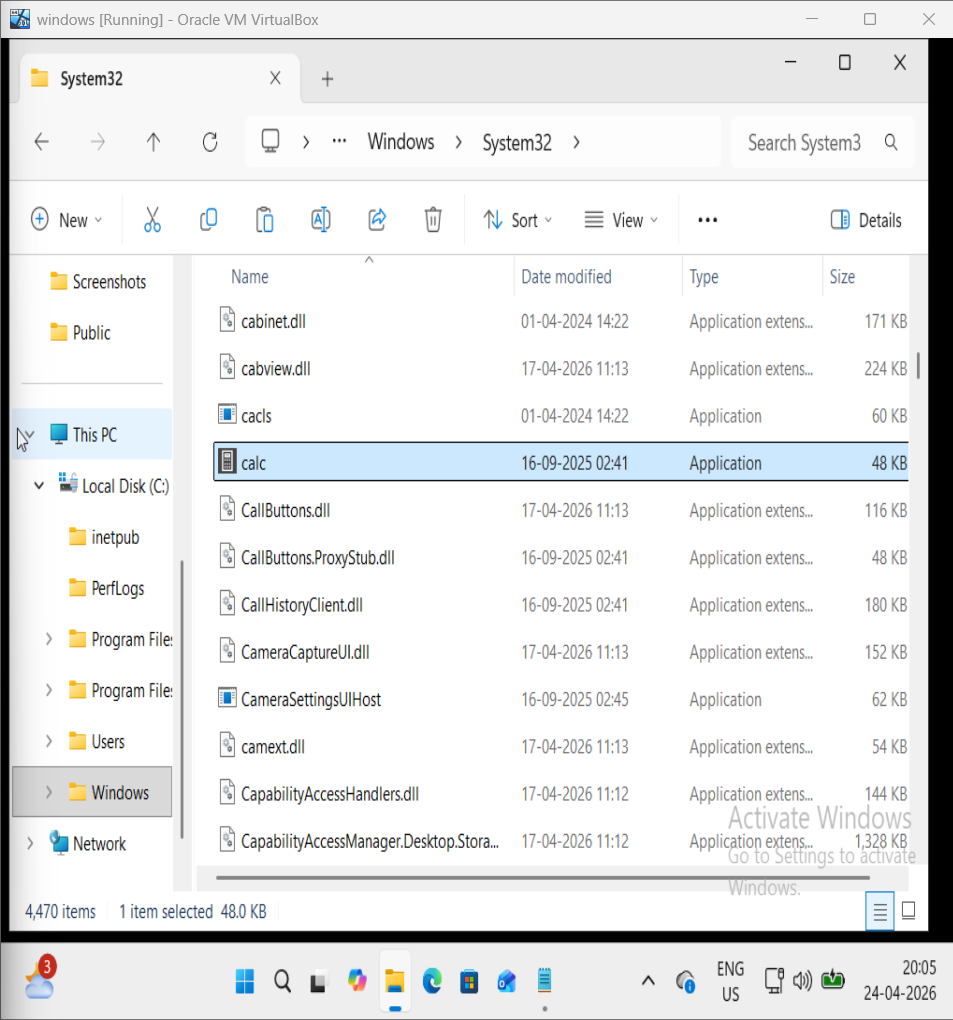 windows [Running] - Oracle VM VirtualBox
System32
Windows
System32
Search System3
New
Sort
View
Details
Screenshots
Public
This PC
Local Disk (C:)
inetpub
PerfLogs
Program Files
Program Files
Users
Windows
Network
Name Date modified Type Size
cabinet.dll 01-04-2024 14:22 Application extens... 171 KB
cabview.dll 17-04-2026 11:13 Application extens... 224 KB
cacls 01-04-2024 14:22 Application 60 KB
calc 16-09-2025 02:41 Application 48 KB
CallButtons.dll 17-04-2026 11:13 Application extens... 116 KB
CallButtons.ProxyStub.dll 16-09-2025 02:41 Application extens... 48 KB
CallHistoryClient.dll 16-09-2025 02:41 Application extens... 180 KB
CameraCaptureUI.dll 17-04-2026 11:13 Application extens... 152 KB
CameraSettingsUIHost 16-09-2025 02:45 Application 62 KB
camext.dll 17-04-2026 11:13 Application extens... 54 KB
CapabilityAccessHandlers.dll 17-04-2026 11:12 Application extens... 144 KB
CapabilityAccessManager.Desktop.Stora... 17-04-2026 11:12 Application extens... 1,328 KB
Activate Windows
Go to Settings to activate
Windows.
4,470 items 1 item selected 48.0 KB
3
ENG
US
20:05
24-04-2026